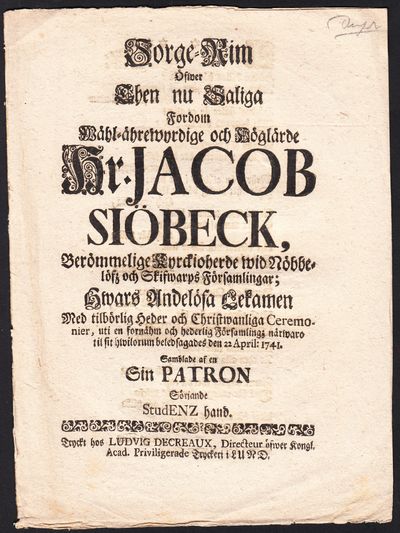 Sorge-Rim
Öfwer
Then nu Saliga
Fordom
Wähl-ährewyrdige och Höglärde
Hr. JACOB
SIÖBECK,
Berömmelige Kyrckioherde wid Nöbbe-
löfz och Skifwarps Församlingar;
Hwars Andelösa Lekamen
Med tilbörlig Heder och Christwanliga Ceremo-
nier, uti en fornähm och hederlig Församlings närwaro
til sit hwilorum beledsagades den 22 April: 1741.
Samblade af en
Sin PATRON
Sörjande
StudENZ hand.
Tryckt hos LUDVIG DECREAUX, Directeur öfwer Kongl.
Acad. Priviligerade Tryckeri i LUND.